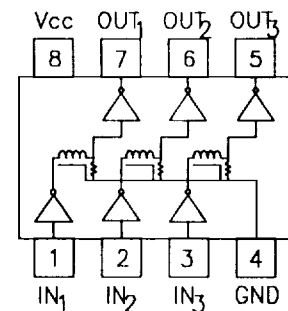 Vcc OUT₁ OUT₂ OUT₃
8 7 6 5
1 2 3 4
IN₁ IN₂ IN₃ GND